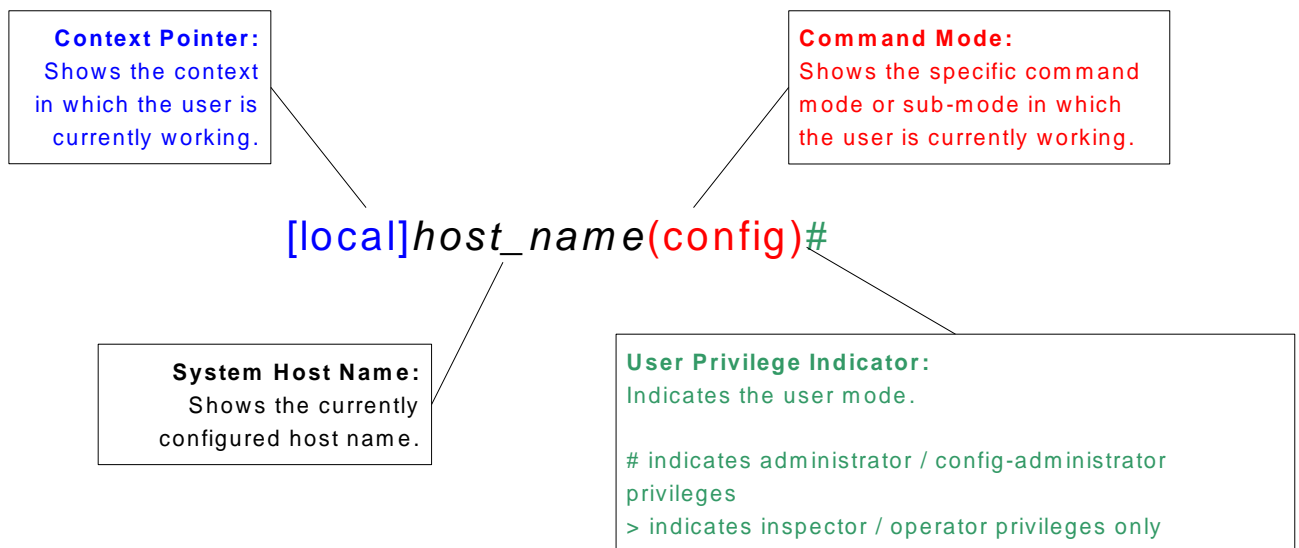 Context Pointer:
Shows the context
in which the user is
currently working.
Command Mode:
Shows the specific command
mode or sub-mode in which
the user is currently working.
[local]host_name(config)#
System Host Name:
Shows the currently
configured host name.
User Privilege Indicator:
Indicates the user mode.
# indicates administrator / config-administrator
privileges
> indicates inspector / operator privileges only